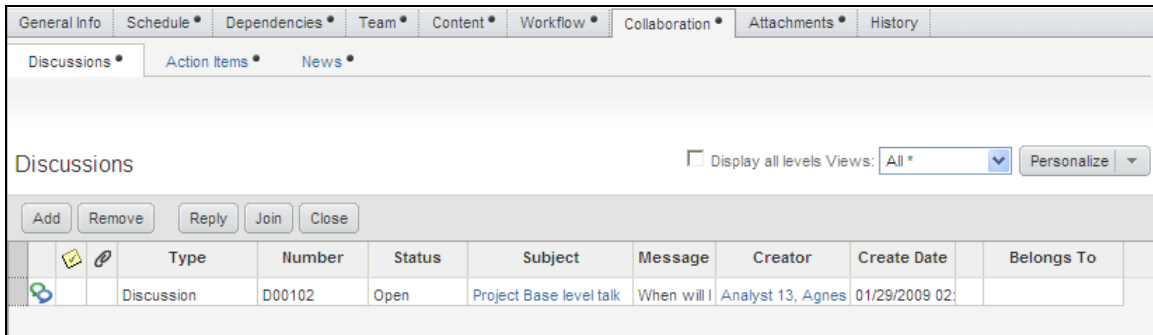 General Info Schedule Dependencies Team Content Workflow Collaboration Attachments History
Discussions Action Items News
Discussions Display all levels Views: All * Personalize
Add Remove Reply Join Close
Type Number Status Subject Message Creator Create Date Belongs To
Discussion D00102 Open Project Base level talk When will I Analyst 13, Agnes 01/29/2009 02: